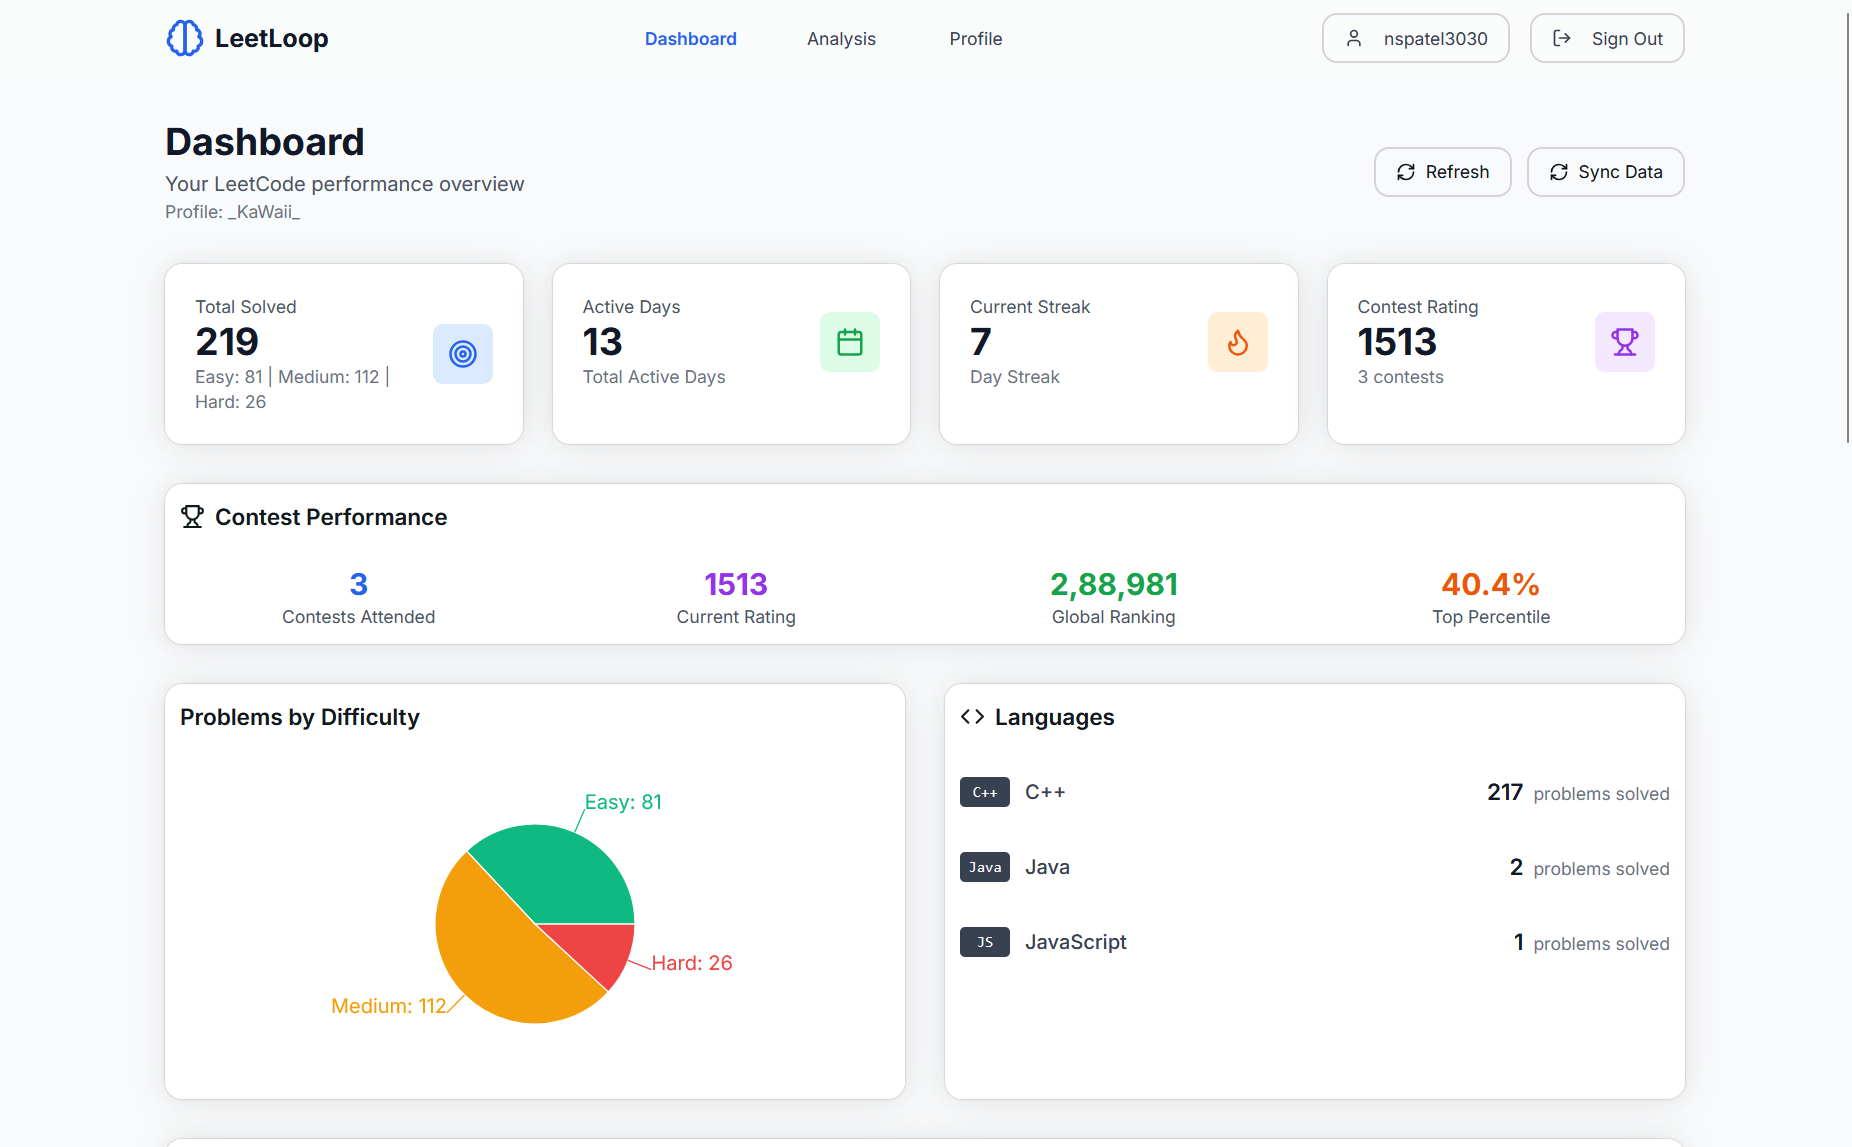 LeetLoop
Dashboard
Analysis
Profile
nspatel3030
Sign Out
Dashboard
Your LeetCode performance overview
Profile: _KaWaii_
Refresh
Sync Data
Total Solved
219
Easy: 81 | Medium: 112 |
Hard: 26
Active Days
13
Total Active Days
Current Streak
7
Day Streak
Contest Rating
1513
3 contests
Contest Performance
3
Contests Attended
1513
Current Rating
2,88,981
Global Ranking
40.4%
Top Percentile
Problems by Difficulty
Easy: 81
Hard: 26
Medium: 112
Languages
C++ C++ 217 problems solved
Java Java 2 problems solved
JS JavaScript 1 problems solved